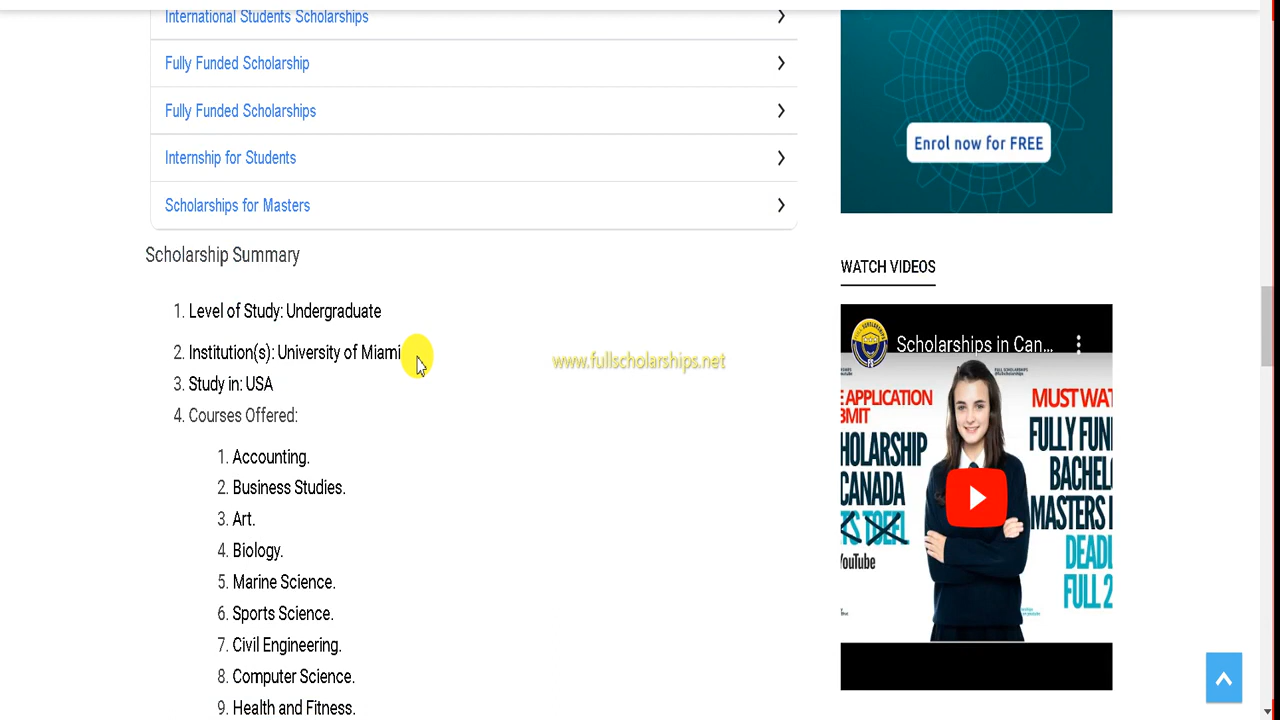 International Students Scholarships
Fully Funded Scholarship
Fully Funded Scholarships
Internship for Students
Scholarships for Masters
Scholarship Summary
1. Level of Study: Undergraduate
2. Institution(s): University of Miami
3. Study in: USA
4. Courses Offered:
1. Accounting.
2. Business Studies.
3. Art.
4. Biology.
5. Marine Science.
6. Sports Science.
7. Civil Engineering.
8. Computer Science.
9. Health and Fitness.
www.fullscholarships.net
Enrol now for FREE
WATCH VIDEOS
Scholarships in Can...
E APPLICATION
BMIT
HOLARSHIP
CANADA
TS TOEFL
YouTube
MUST WAT
FULLY FUN
BACHEL
MASTERS
DEADL
FULL 2